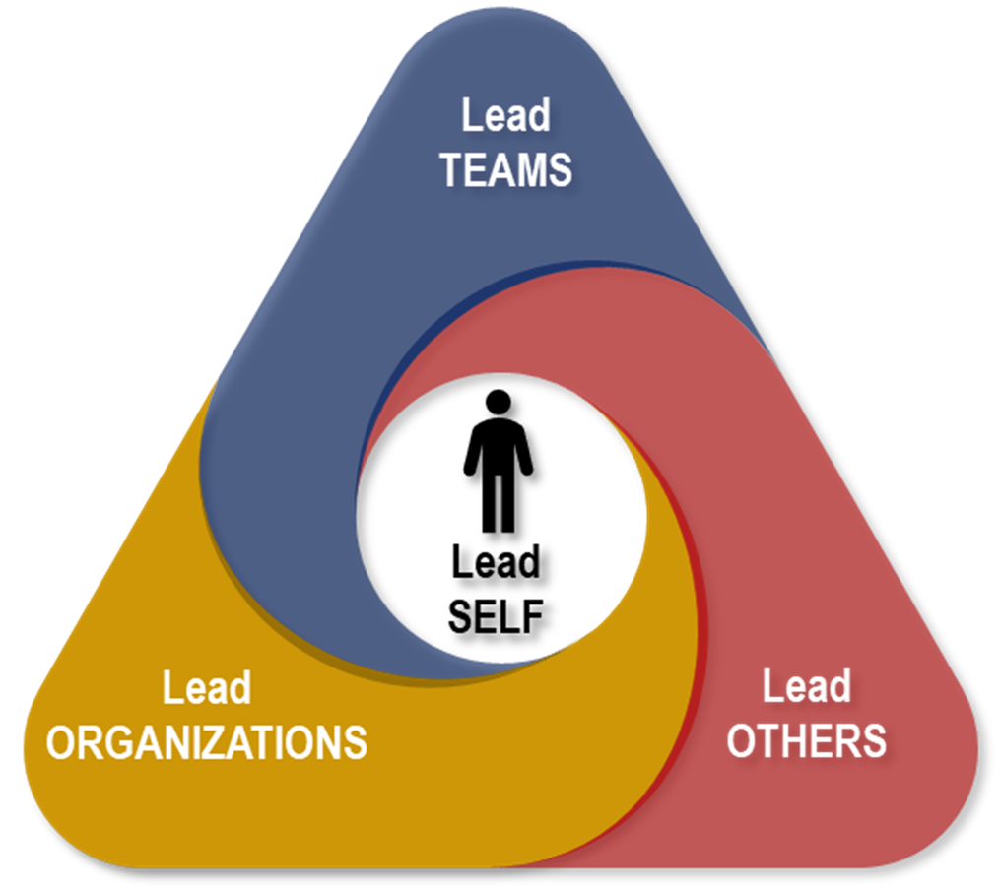 Lead
TEAMS
Lead
SELF
Lead
ORGANIZATIONS
Lead
OTHERS